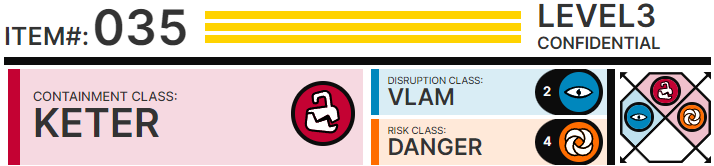 ITEM#: 035
LEVEL3
CONFIDENTIAL
CONTAINMENT CLASS:
KETER
DISRUPTION CLASS:
VLAM
2
RISK CLASS:
DANGER
4